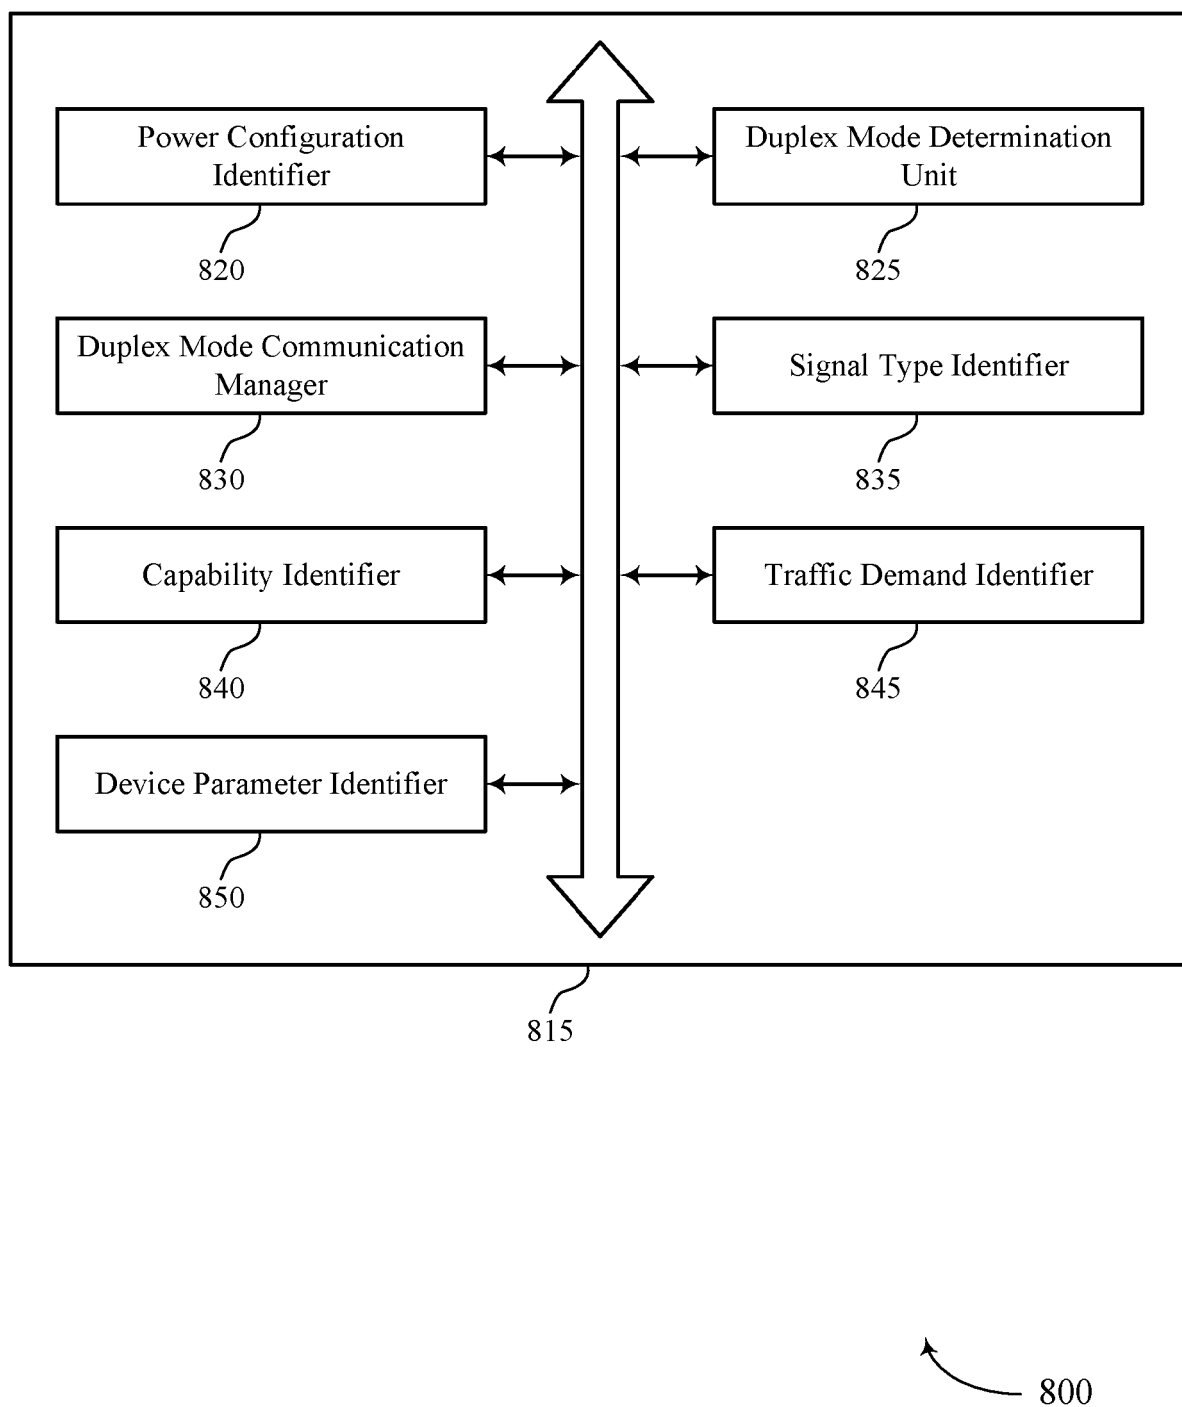 Power Configuration
Identifier
820
Duplex Mode Determination
Unit
825
Duplex Mode Communication
Manager
830
Signal Type Identifier
835
Capability Identifier
840
Traffic Demand Identifier
845
Device Parameter Identifier
850
815
800